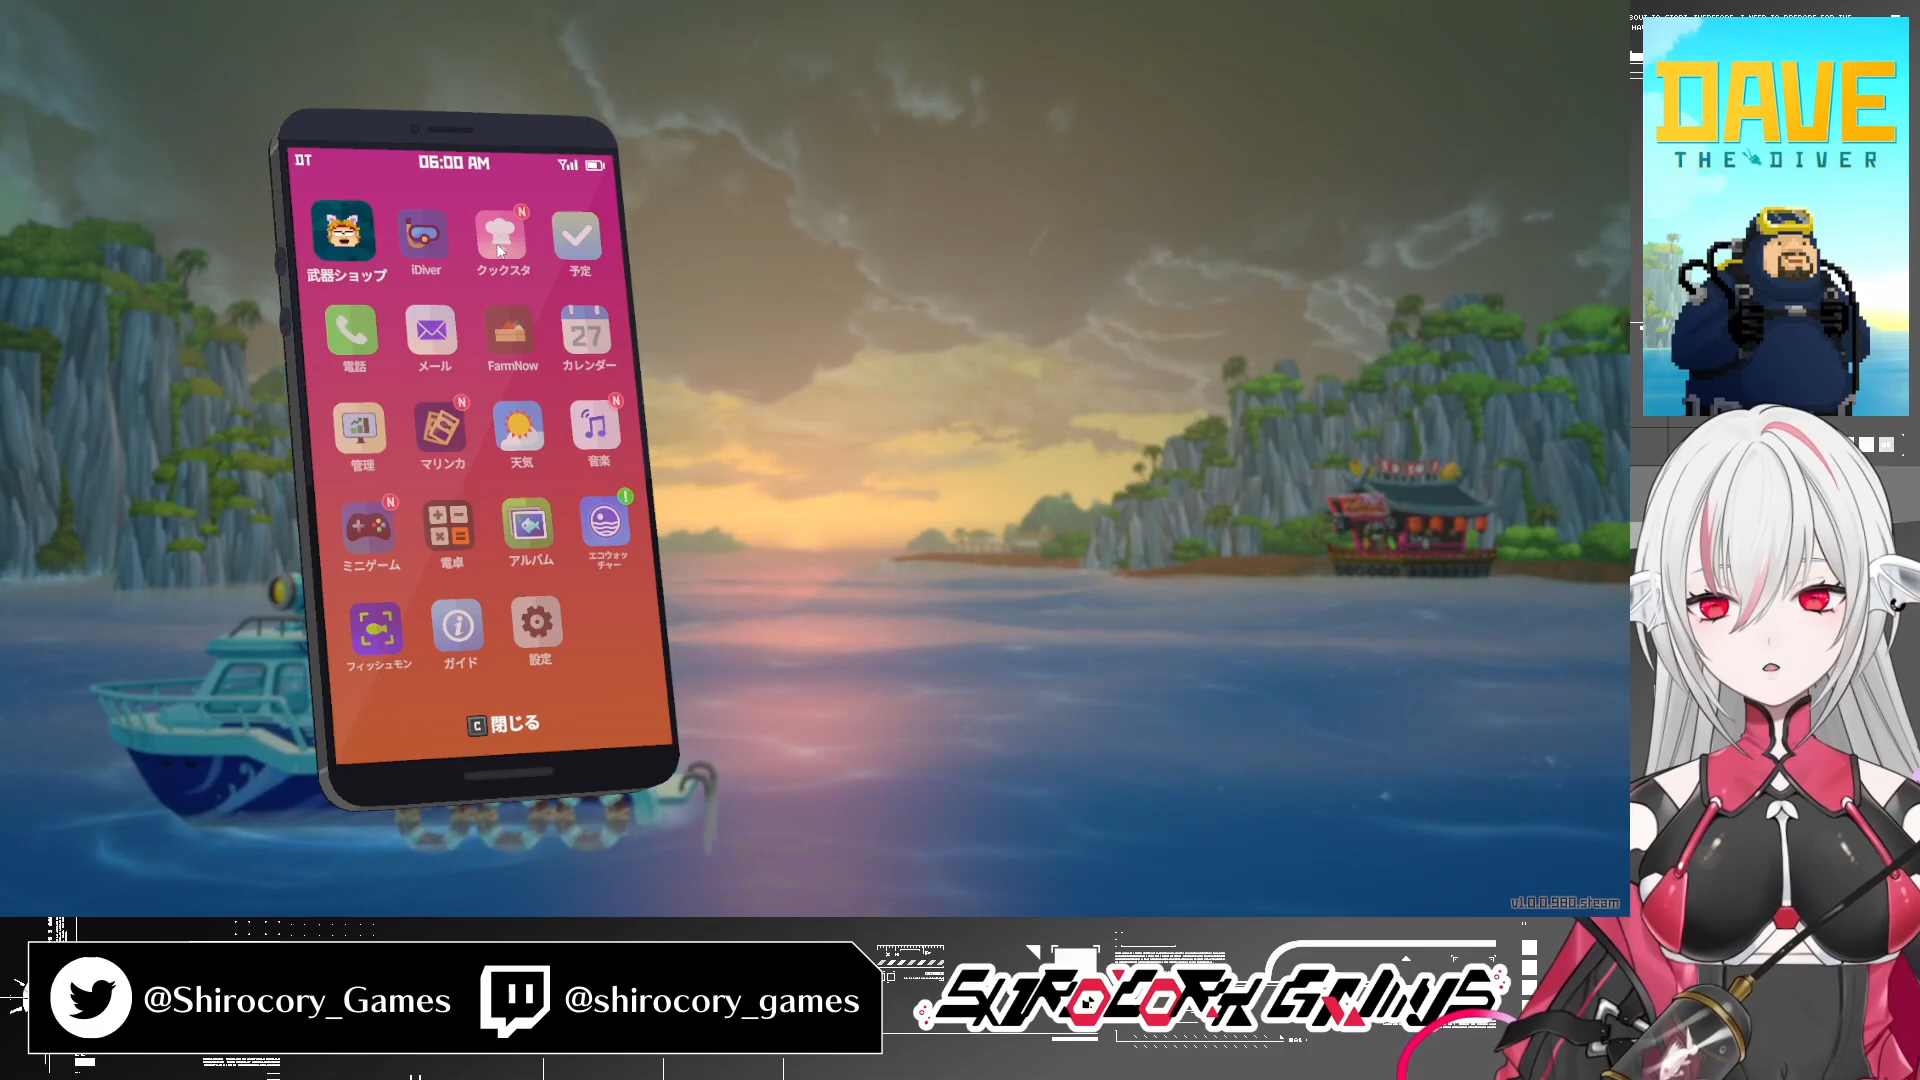 DT
06:00 AM
武器ショップ
iDiver
N
クックスタ
予定
電話
メール
FarmNow
27
カレンダー
管理
N
マリンカ
天気
N
音楽
N
ミニゲーム
電卓
アルバム
!
エコウォッ
チャー
フィッシュモン
ガイド
設定
C 閉じる
v1.0.0.980.steam
DAVE
THE DIVER
@Shirocory_Games
@shirocory_games
SHIROCORY GAMES